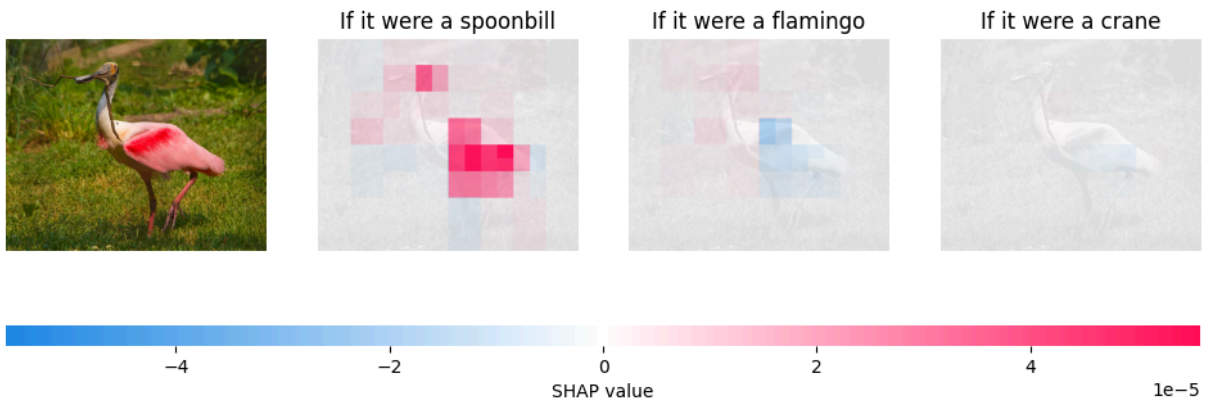 If it were a spoonbill
If it were a flamingo
If it were a crane
−4
−2
0
2
4
SHAP value
1e−5